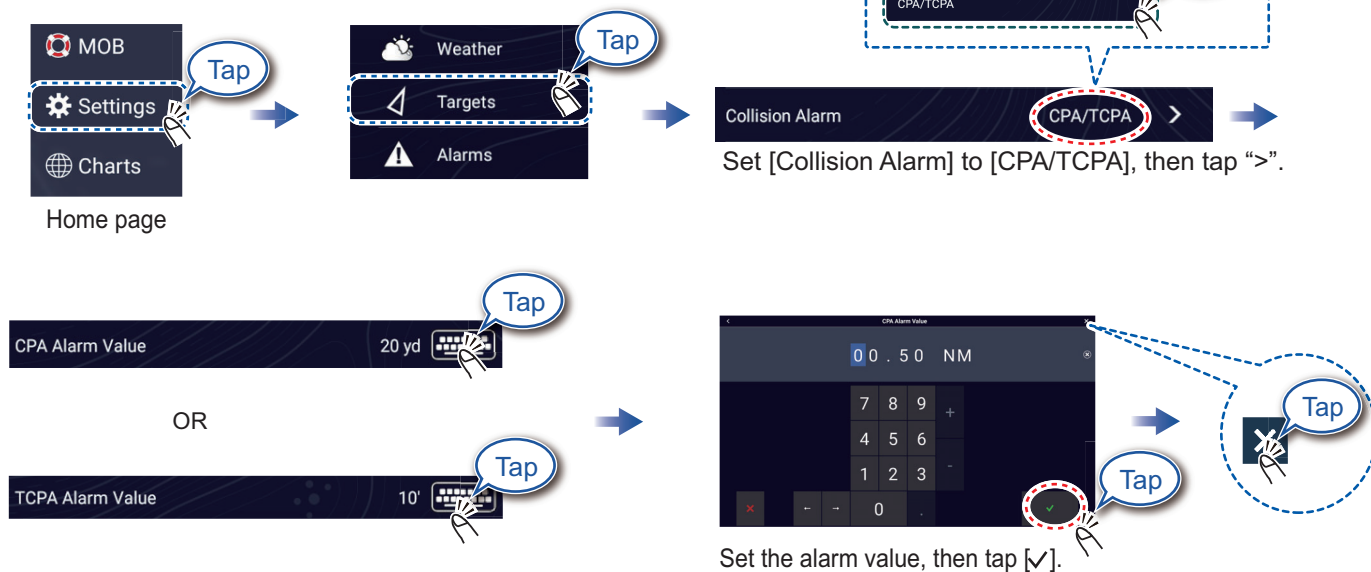 CPA/TCPA
MOB
Tap
Settings
Charts
Home page
Weather
Tap
Targets
Alarms
Collision Alarm CPA/TCPA >
Set [Collision Alarm] to [CPA/TCPA], then tap “>”.
Tap
CPA Alarm Value 20 yd
OR
Tap
TCPA Alarm Value 10'
CPA Alarm Value
00.50 NM
7 8 9 +
4 5 6
1 2 3 -
← → 0 .
Tap
Tap
Set the alarm value, then tap [✓].